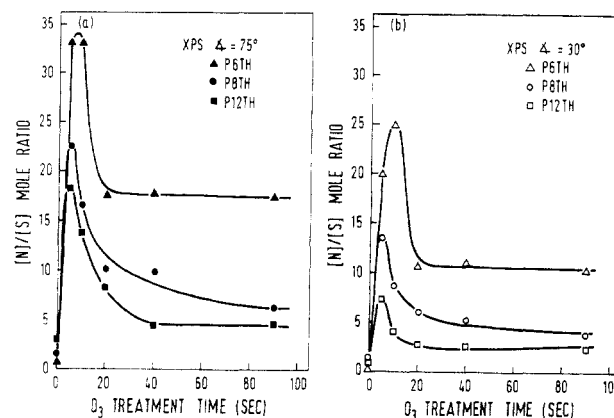 (a)
XPS ∡ = 75°
▲ P6TH
● P8TH
■ P12TH
[N]/[S] MOLE RATIO
35
30
25
20
15
10
5
0
0 20 40 60 80 100
O3 TREATMENT TIME (SEC)
(b)
XPS ∡ = 30°
△ P6TH
○ P8TH
□ P12TH
[N]/[S] MOLE RATIO
35
30
25
20
15
10
5
0
0 20 40 60 80 10
O3 TREATMENT TIME (SEC)